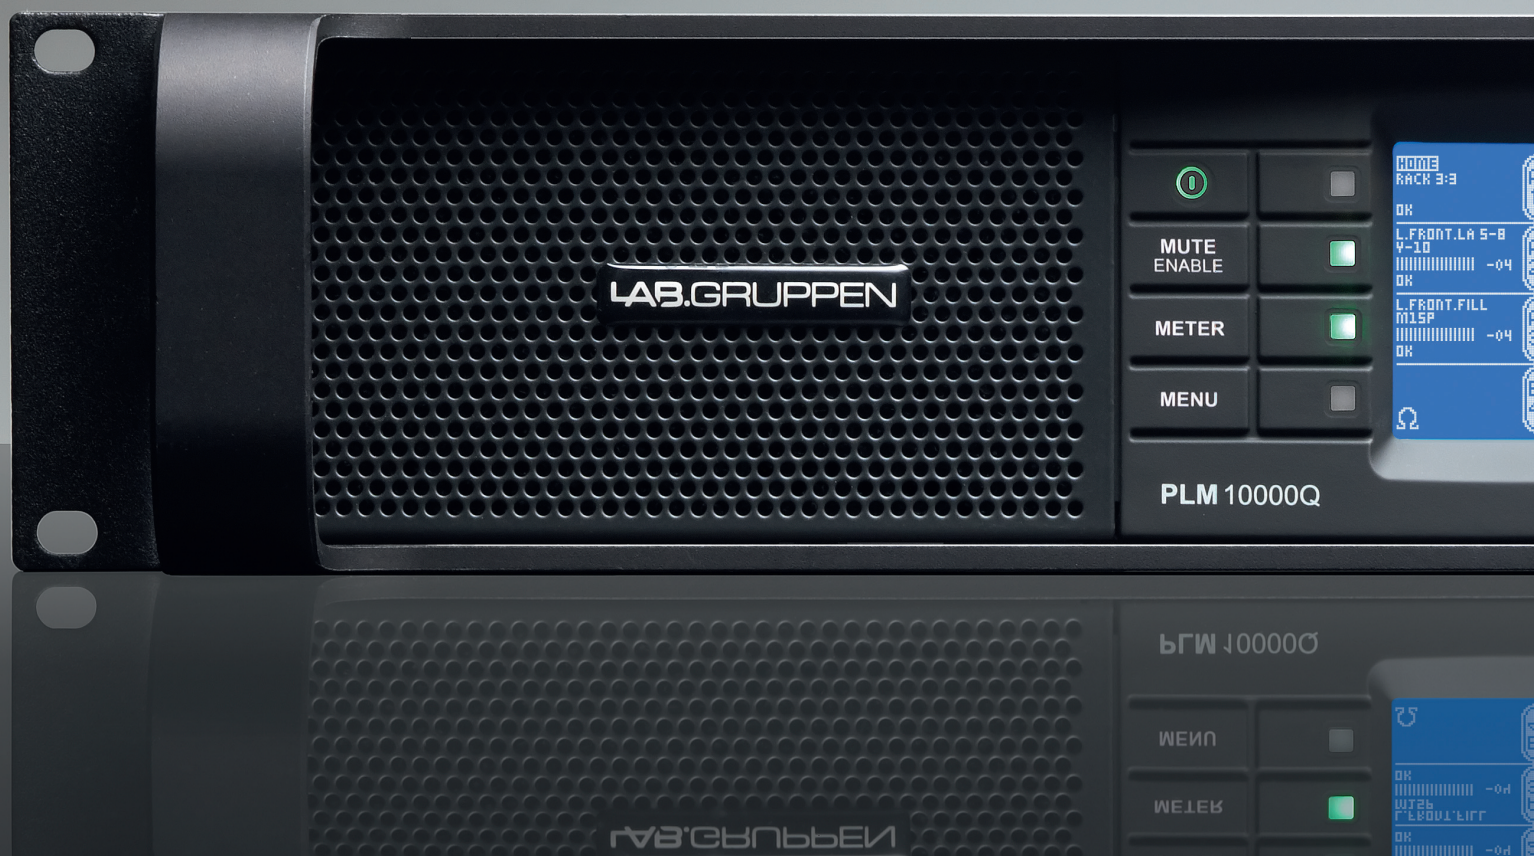 LAB.GRUPPEN
MUTE
ENABLE
METER
MENU
PLM 10000Q
HOME
RACK 3:3
OK
L.FRONT.LA 5-8
Y-10
-04
OK
L.FRONT.FILL
M15P
-04
OK
Ω